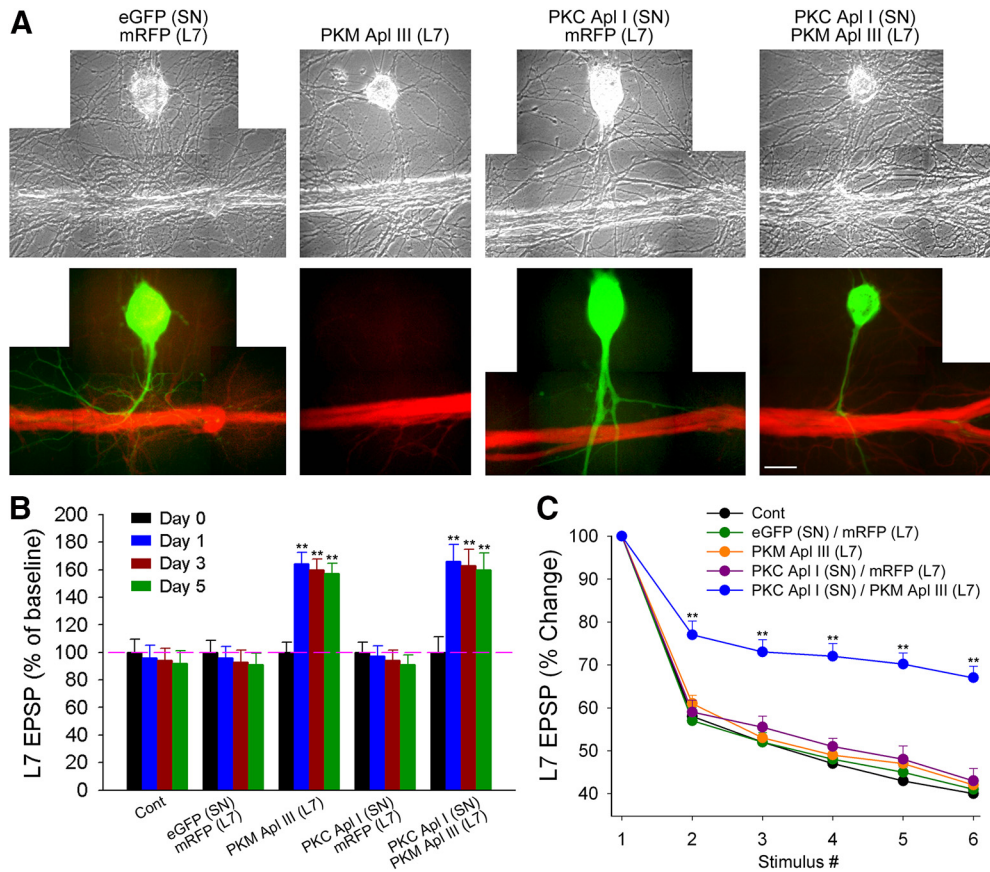 A
eGFP (SN)
mRFP (L7)
PKM Apl III (L7)
PKC Apl I (SN)
mRFP (L7)
PKC Apl I (SN)
PKM Apl III (L7)
B
L7 EPSP (% of baseline)
200
180
160
140
120
100
80
60
40
20
0
Day 0
Day 1
Day 3
Day 5
** ** **
** ** **
Cont
eGFP (SN)
mRFP (L7)
PKM Apl III (L7)
PKC Apl I (SN)
mRFP (L7)
PKC Apl I (SN)
PKM Apl III (L7)
C
L7 EPSP (% Change)
100
90
80
70
60
50
40
Cont
eGFP (SN) / mRFP (L7)
PKM Apl III (L7)
PKC Apl I (SN) / mRFP (L7)
PKC Apl I (SN) / PKM Apl III (L7)
** ** ** ** **
1 2 3 4 5 6
Stimulus #